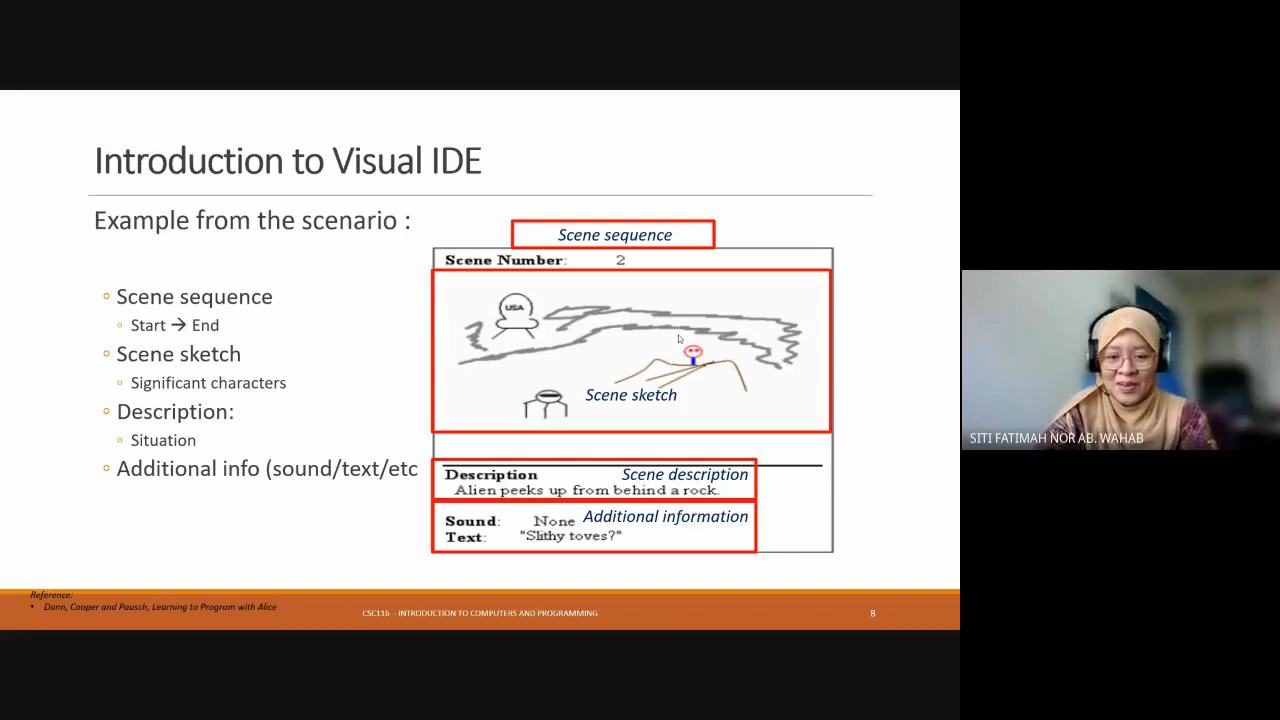 Introduction to Visual IDE
Example from the scenario :
◦ Scene sequence
◦ Start → End
◦ Scene sketch
◦ Significant characters
◦ Description:
◦ Situation
◦ Additional info (sound/text/etc
Scene sequence
Scene Number: 2
USA
Scene sketch
Description Scene description
Alien peeks up from behind a rock.
Sound: None Additional information
Text: "Slithy toves?"
Reference:
• Dann, Cooper and Pausch, Learning to Program with Alice
CSC116 - INTRODUCTION TO COMPUTERS AND PROGRAMMING
8
SITI FATIMAH NOR AB. WAHAB